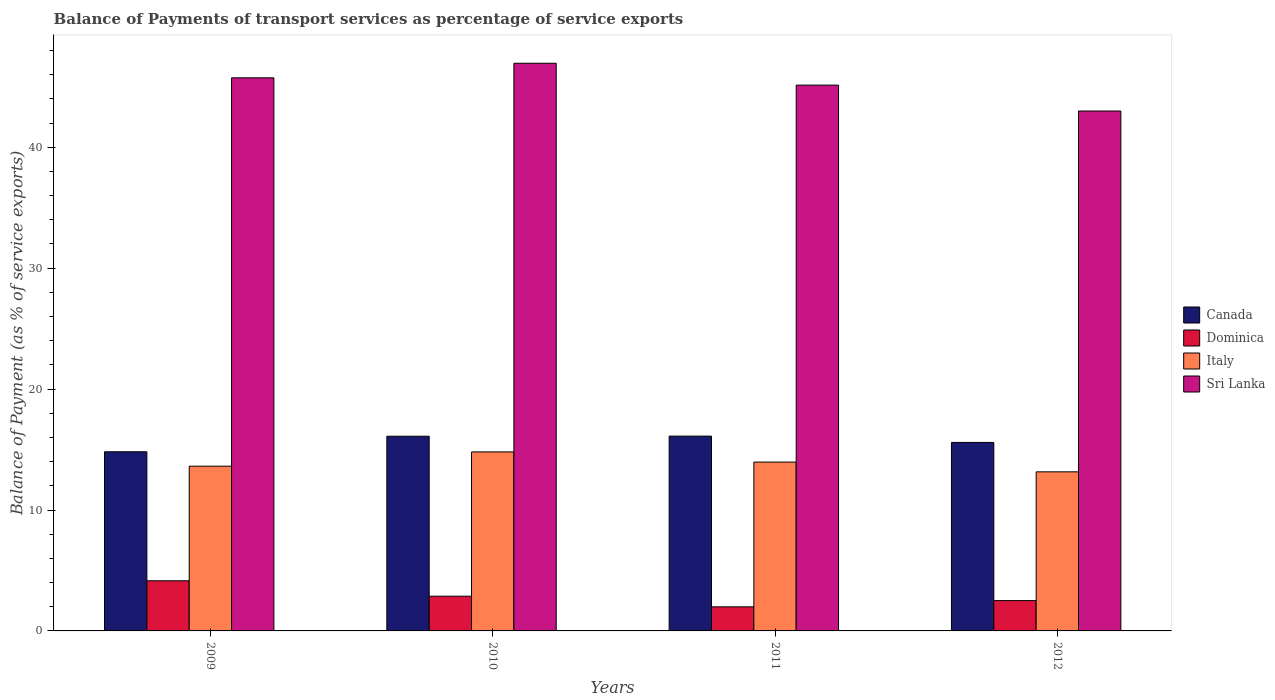 Balance of Payments of transport services as percentage of service exports
Balance of Payment (as % of service exports)
40
30
20
10
0
2009
2010
2011
2012
Years
Canada
Dominica
Italy
Sri Lanka